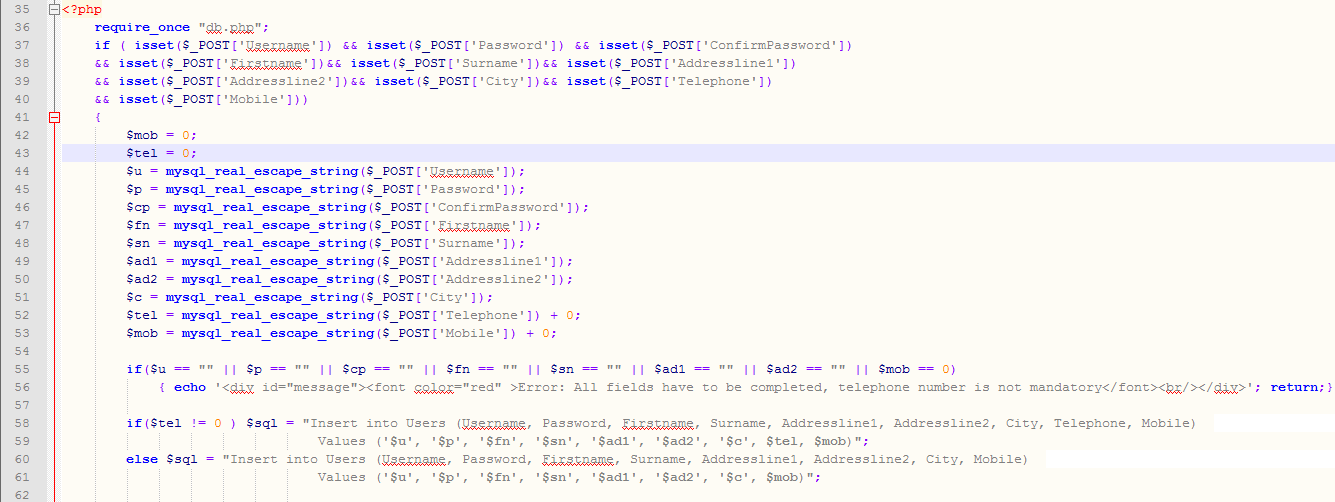 35 <?php
36 require_once "db.php";
37 if ( isset($_POST['Username']) && isset($_POST['Password']) && isset($_POST['ConfirmPassword'])
38 && isset($_POST['Firstname'])&& isset($_POST['Surname'])&& isset($_POST['Addressline1'])
39 && isset($_POST['Addressline2'])&& isset($_POST['City'])&& isset($_POST['Telephone'])
40 && isset($_POST['Mobile']))
41 {
42 $mob = 0;
43 $tel = 0;
44 $u = mysql_real_escape_string($_POST['Username']);
45 $p = mysql_real_escape_string($_POST['Password']);
46 $cp = mysql_real_escape_string($_POST['ConfirmPassword']);
47 $fn = mysql_real_escape_string($_POST['Firstname']);
48 $sn = mysql_real_escape_string($_POST['Surname']);
49 $ad1 = mysql_real_escape_string($_POST['Addressline1']);
50 $ad2 = mysql_real_escape_string($_POST['Addressline2']);
51 $c = mysql_real_escape_string($_POST['City']);
52 $tel = mysql_real_escape_string($_POST['Telephone']) + 0;
53 $mob = mysql_real_escape_string($_POST['Mobile']) + 0;
54
55 if($u == "" || $p == "" || $cp == "" || $fn == "" || $sn == "" || $ad1 == "" || $ad2 == "" || $mob == 0)
56 { echo '<div id="message"><font color="red" >Error: All fields have to be completed, telephone number is not mandatory</font><br/></div>'; return;}
57
58 if($tel != 0 ) $sql = "Insert into Users (Username, Password, Firstname, Surname, Addressline1, Addressline2, City, Telephone, Mobile)
59 Values ('$u', '$p', '$fn', '$sn', '$ad1', '$ad2', '$c', $tel, $mob)";
60 else $sql = "Insert into Users (Username, Password, Firstname, Surname, Addressline1, Addressline2, City, Mobile)
61 Values ('$u', '$p', '$fn', '$sn', '$ad1', '$ad2', '$c', $mob)";
62